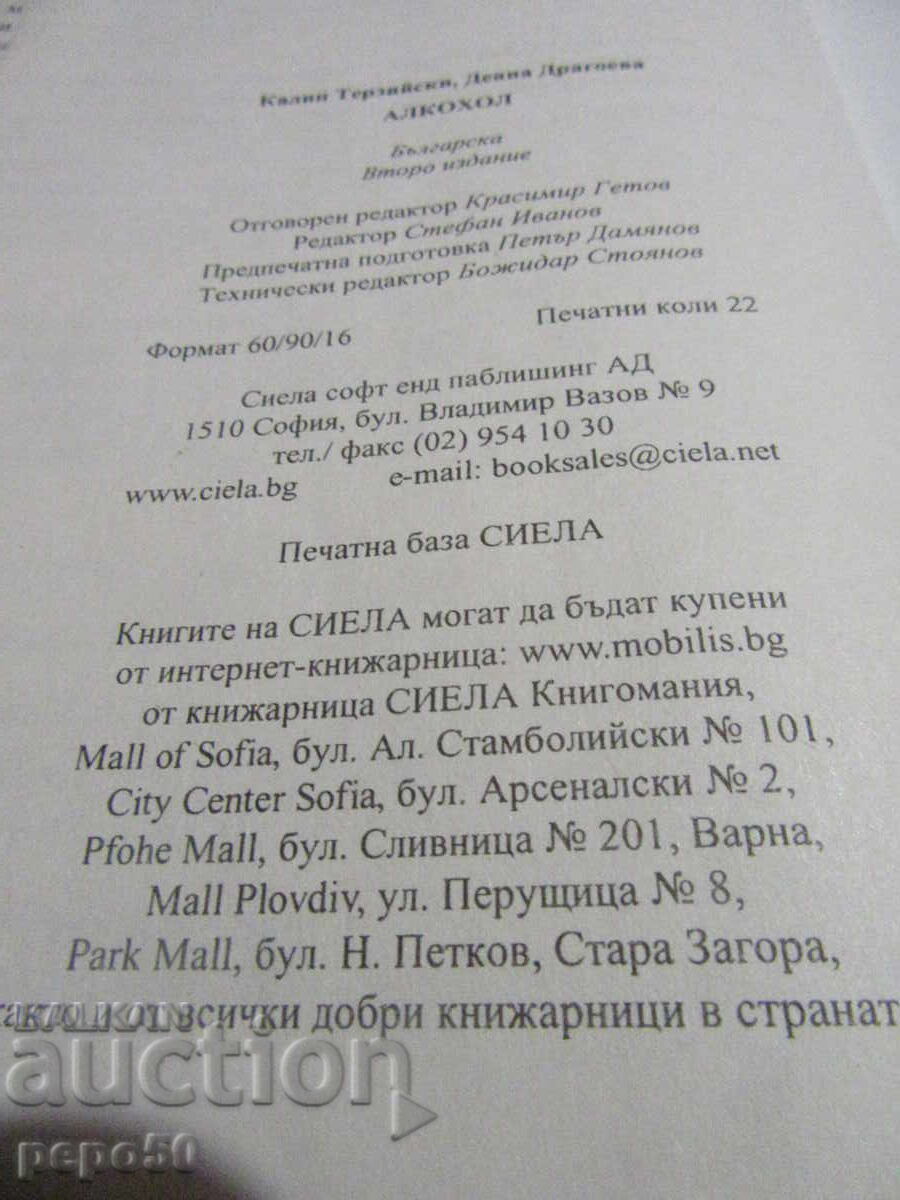 Калин Терзийски, Деяна Драгоева
АЛКОХОЛ
Българска
Второ издание
Отговорен редактор Красимир Гетов
Редактор Стефан Иванов
Предпечатна подготовка Петър Дамянов
Технически редактор Божидар Стоянов
Формат 60/90/16 Печатни коли 22
Сиела софт енд паблишинг АД
1510 София, бул. Владимир Вазов № 9
тел./ факс (02) 954 10 30
www.ciela.bg e-mail: booksales@ciela.net
Печатна база СИЕЛА
Книгите на СИЕЛА могат да бъдат купени
от интернет-книжарница: www.mobilis.bg
от книжарница СИЕЛА Книгомания,
Mall of Sofia, бул. Ал. Стамболийски № 101,
City Center Sofia, бул. Арсеналски № 2,
Pfohe Mall, бул. Сливница № 201, Варна,
Mall Plovdiv, ул. Перущица № 8,
Park Mall, бул. Н. Петков, Стара Загора,
както и от всички добри книжарници в странат
auction
pepo50